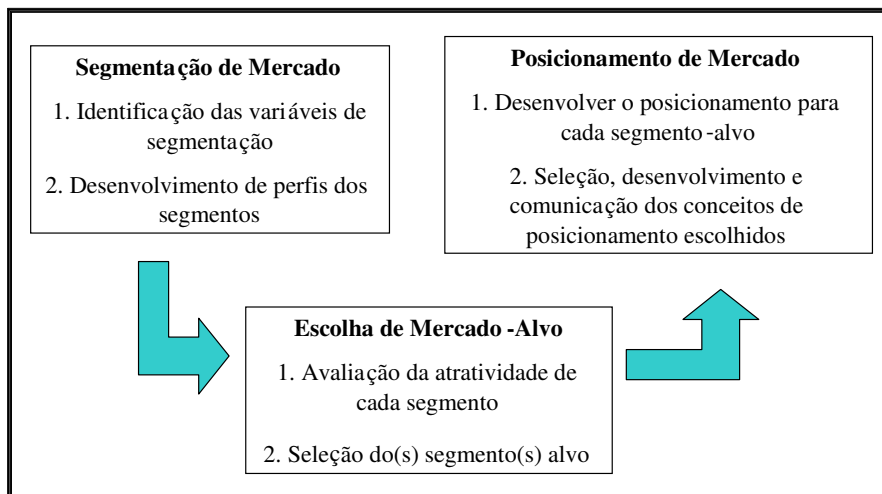 Segmentação de Mercado
1. Identificação das variáveis de
segmentação
2. Desenvolvimento de perfis dos
segmentos
Escolha de Mercado -Alvo
1. Avaliação da atratividade de
cada segmento
2. Seleção do(s) segmento(s) alvo
Posicionamento de Mercado
1. Desenvolver o posicionamento para
cada segmento -alvo
2. Seleção, desenvolvimento e
comunicação dos conceitos de
posicionamento escolhidos